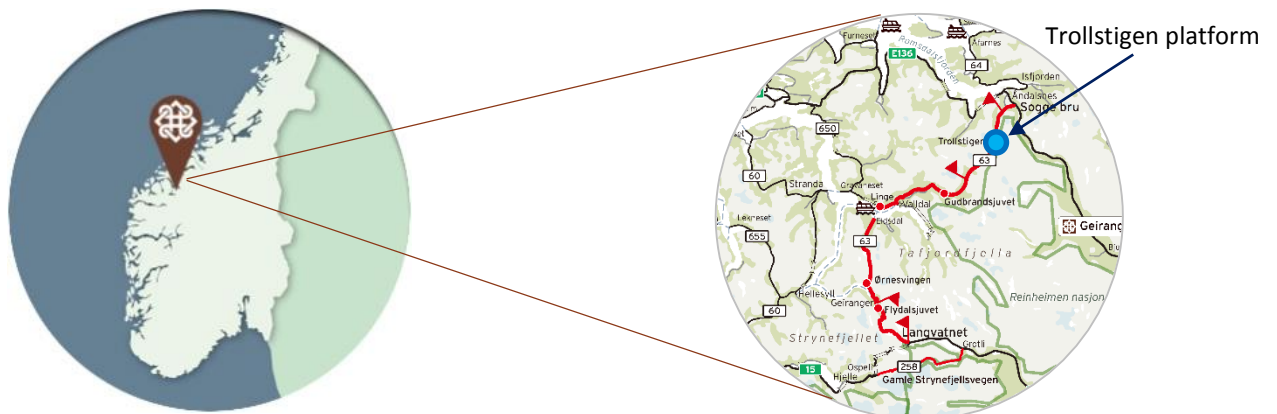 Trollstigen platform
Furneset
Åfarnes
Romsdalsfjorden
E136
64
Isfjorden
Åndalsnes
Sogge bru
650
Trollstigen
63
60
Stranda
Linge
Valldal
Gudbrandsjuvet
Eidsdal
Lekneset
655
63
Geirang
Tafjordfjella
Ørnesvingen
Hellesylt
Reinheimen nasjon
Geiranger
60
Flydalsjuvet
Strynefjellet
Langvatnet
Grotli
Ospeli
15
258
Hjelle
Gamle Strynefjellsvegen